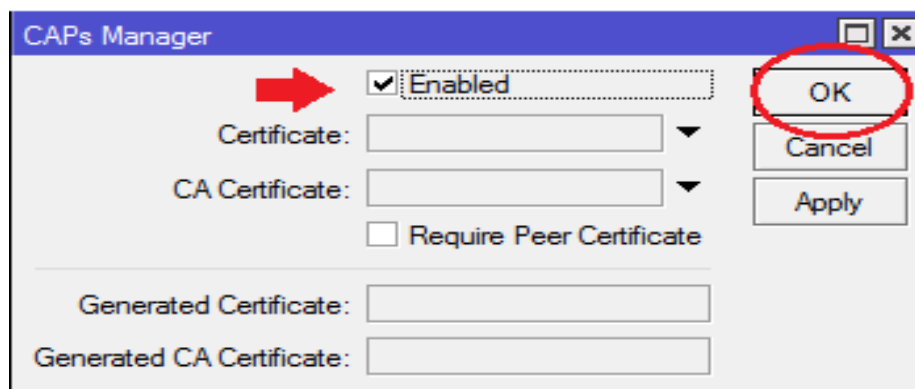 CAPs Manager
Enabled
OK
Certificate:
Cancel
CA Certificate:
Apply
Require Peer Certificate
Generated Certificate:
Generated CA Certificate: